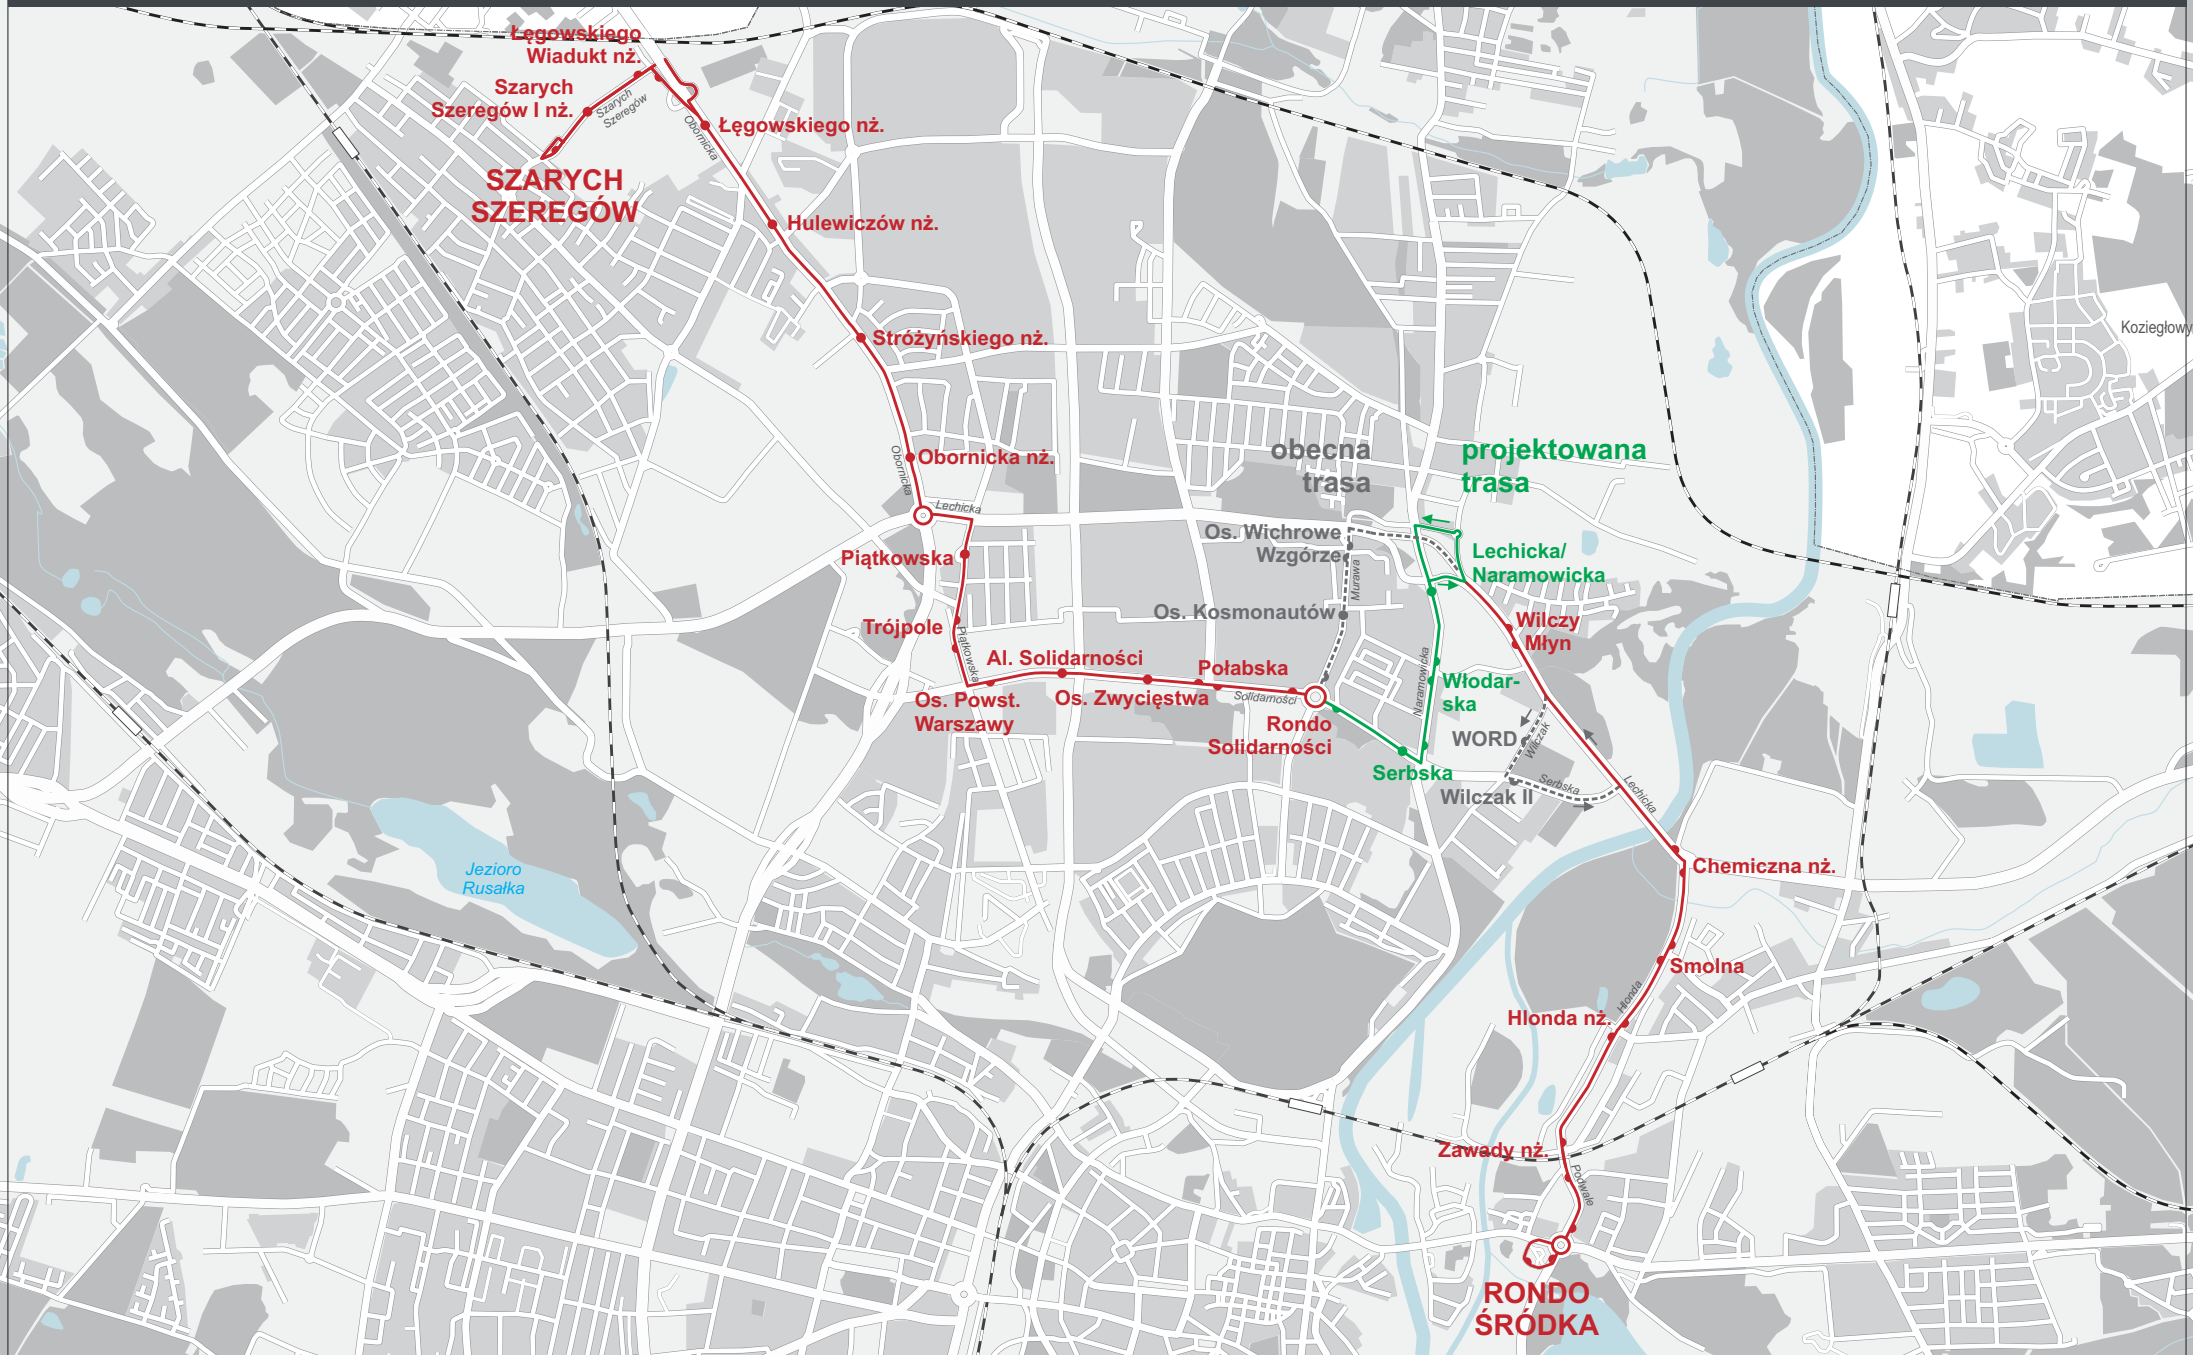 Łęgowskiego
Wiadukt nż.
Szarych
Szeregów I nż.
Szarych
Szeregów
Obornicka
Łęgowskiego nż.
SZARYCH
SZEREGÓW
Hulewiczów nż.
Stróżyńskiego nż.
Koziegłowy
Obornicka
Obornicka nż.
obecna
trasa
projektowana
trasa
Lechicka
Os. Wichrowe
Wzgórze
Lechicka/
Naramowicka
Piątkowska
Murawa
Os. Kosmonautów
Trójpole
Piątkowska
Wilczy
Młyn
Al. Solidarności
Połabska
Naramowicka
Włodar-
ska
Os. Powst.
Warszawy
Os. Zwycięstwa
Solidarności
Rondo
Solidarności
WORD
Wilczak
Serbska
Serbska
Wilczak II
Lechicka
Jezioro
Rusałka
Chemiczna nż.
Smolna
Hlonda
Hlonda nż.
Zawady nż.
Podwale
RONDO
ŚRÓDKA